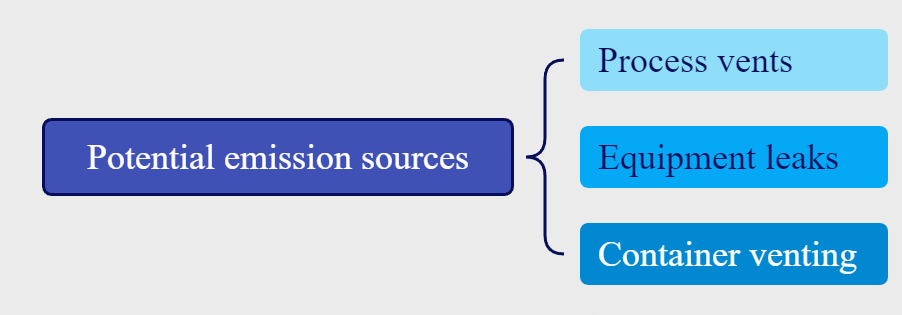 Potential emission sources
Process vents
Equipment leaks
Container venting